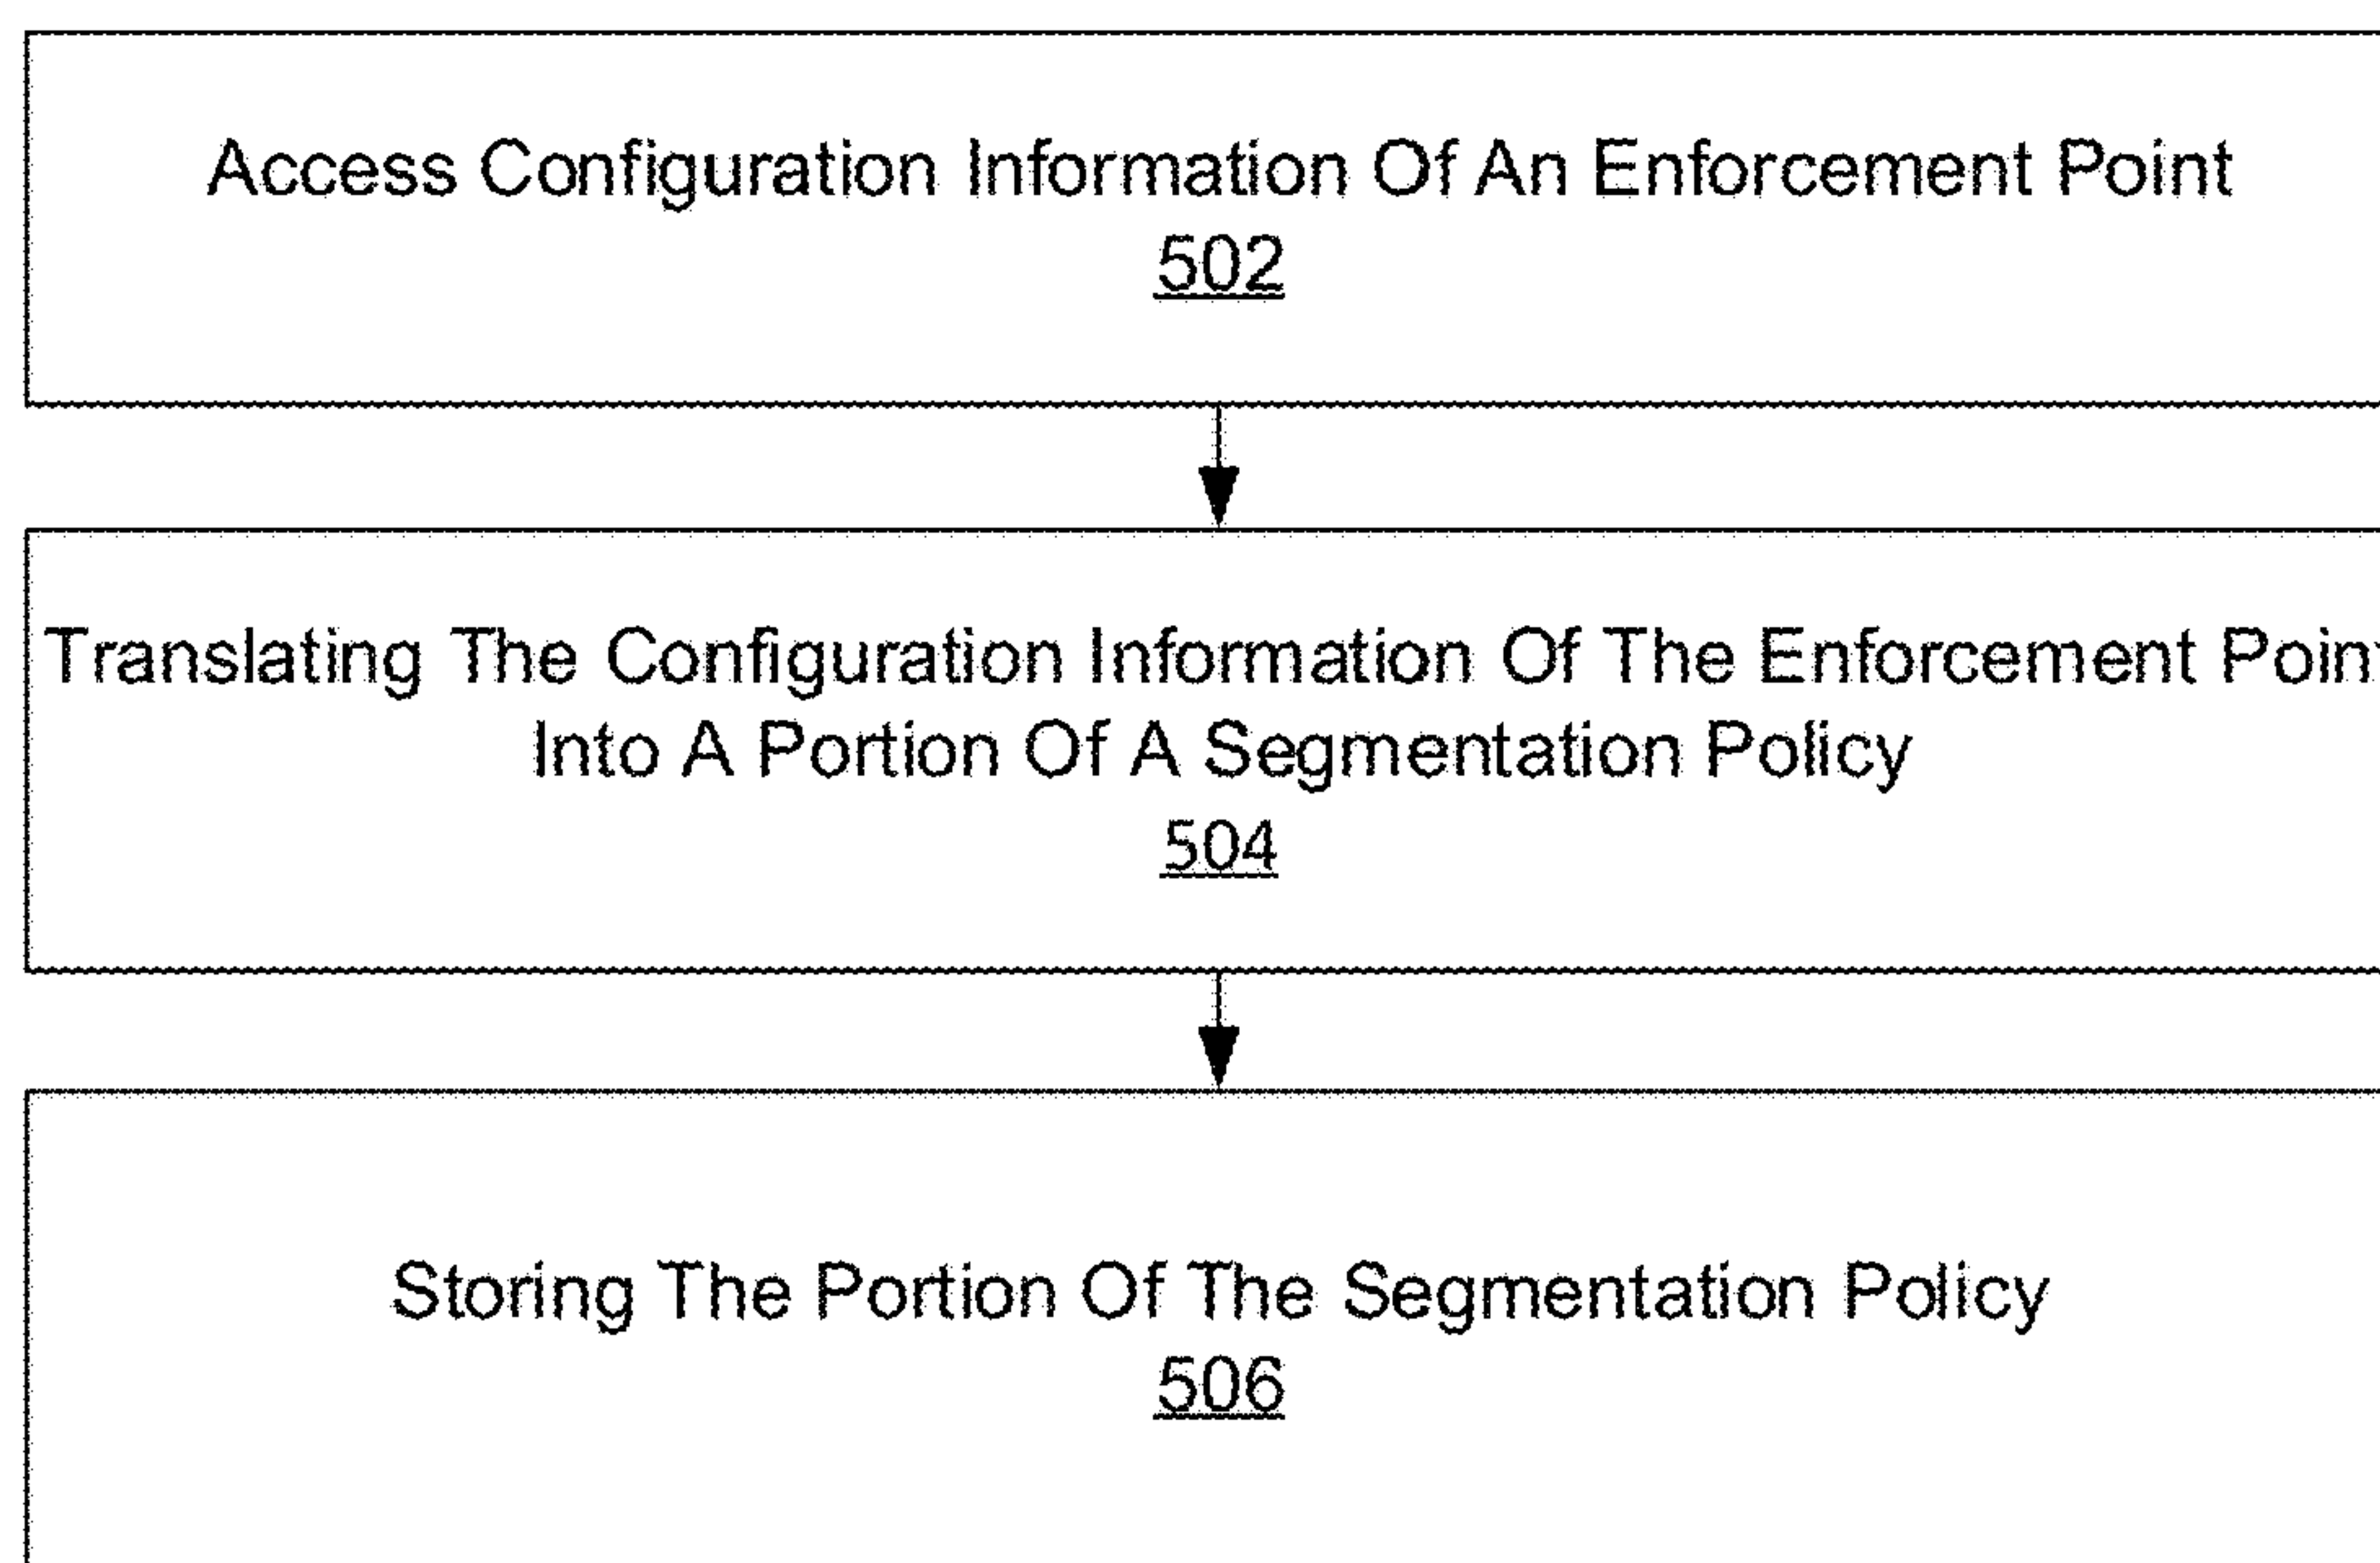 Access Configuration Information Of An Enforcement Point
502
Translating The Configuration Information Of The Enforcement Point
Into A Portion Of A Segmentation Policy
504
Storing The Portion Of The Segmentation Policy
506